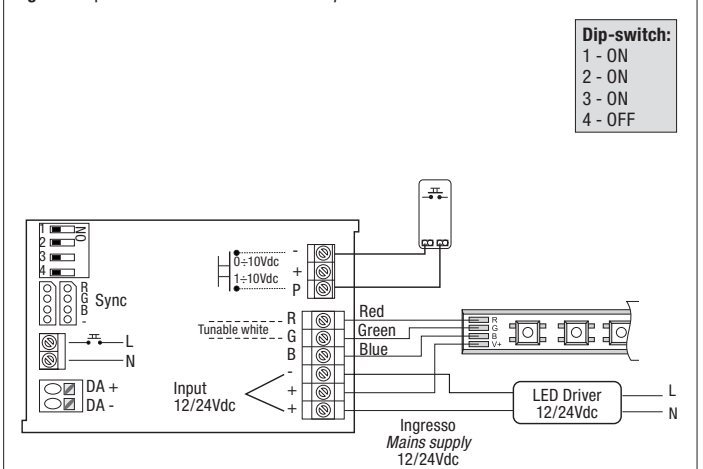 Dip-switch:
1 - ON
2 - ON
3 - ON
4 - OFF
1
2
3
4
ON
R
G
B
-
Sync
L
N
DA +
DA -
0÷10Vdc
1÷10Vdc
-
+
P
Tunable white
R
G
B
-
+
+
Input
12/24Vdc
Red
Green
Blue
R
G
B
V+
LED Driver
12/24Vdc
L
N
Ingresso
Mains supply
12/24Vdc